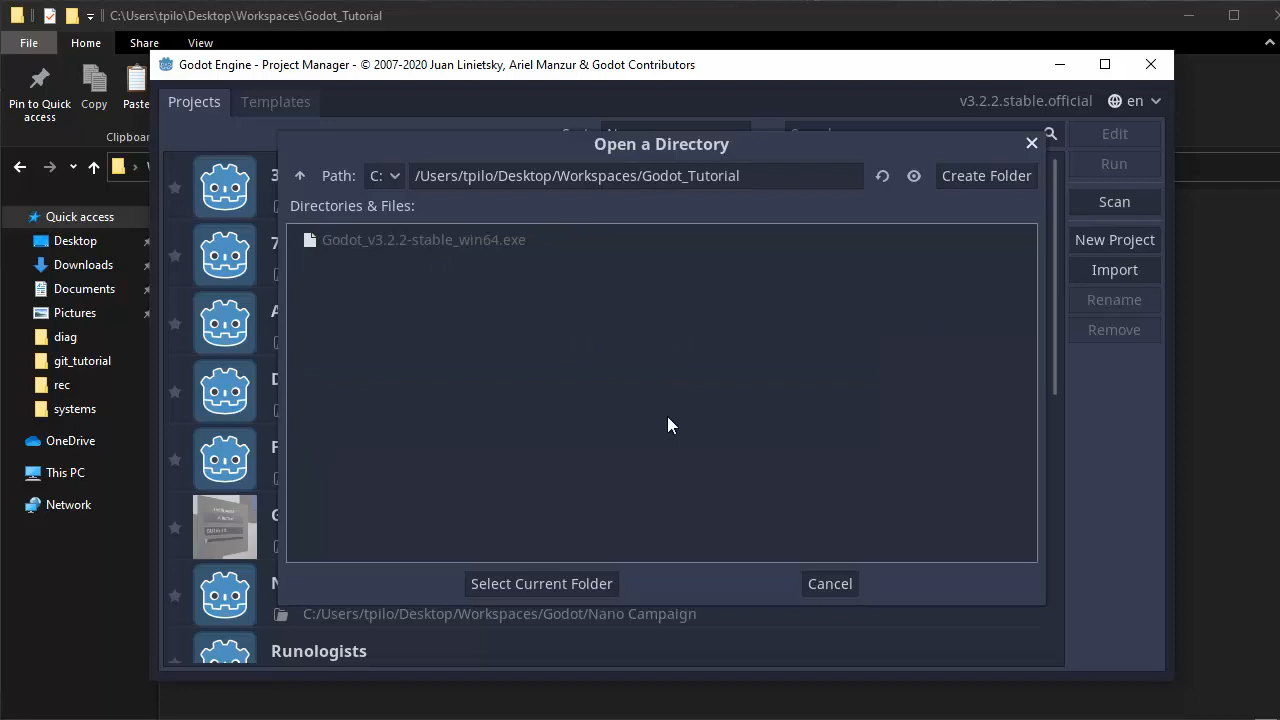 C:\Users\tpilo\Desktop\Workspaces\Godot_Tutorial
File Home Share View
Godot Engine - Project Manager - © 2007-2020 Juan Linietsky, Ariel Manzur & Godot Contributors
Pin to Quick access
Copy
Paste
Clipboar
Projects
Templates
v3.2.2.stable.official
en
Open a Directory
Path:
C:
/Users/tpilo/Desktop/Workspaces/Godot_Tutorial
Create Folder
Directories & Files:
Godot_v3.2.2-stable_win64.exe
Select Current Folder
Cancel
Edit
Run
Scan
New Project
Import
Rename
Remove
Quick access
Desktop
Downloads
Documents
Pictures
diag
git_tutorial
rec
systems
OneDrive
This PC
Network
3
7
A
D
F
G
N
C:/Users/tpilo/Desktop/Workspaces/Godot/Nano Campaign
Runologists